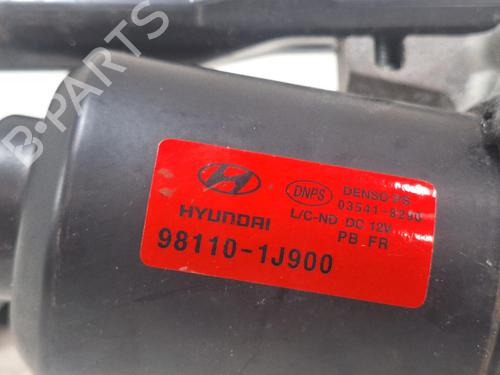 B-PARTS
HYUNDAI
98110-1J900
DNPS
DENSO PS
03541-8290
L/C-ND DC 12V
PB FR